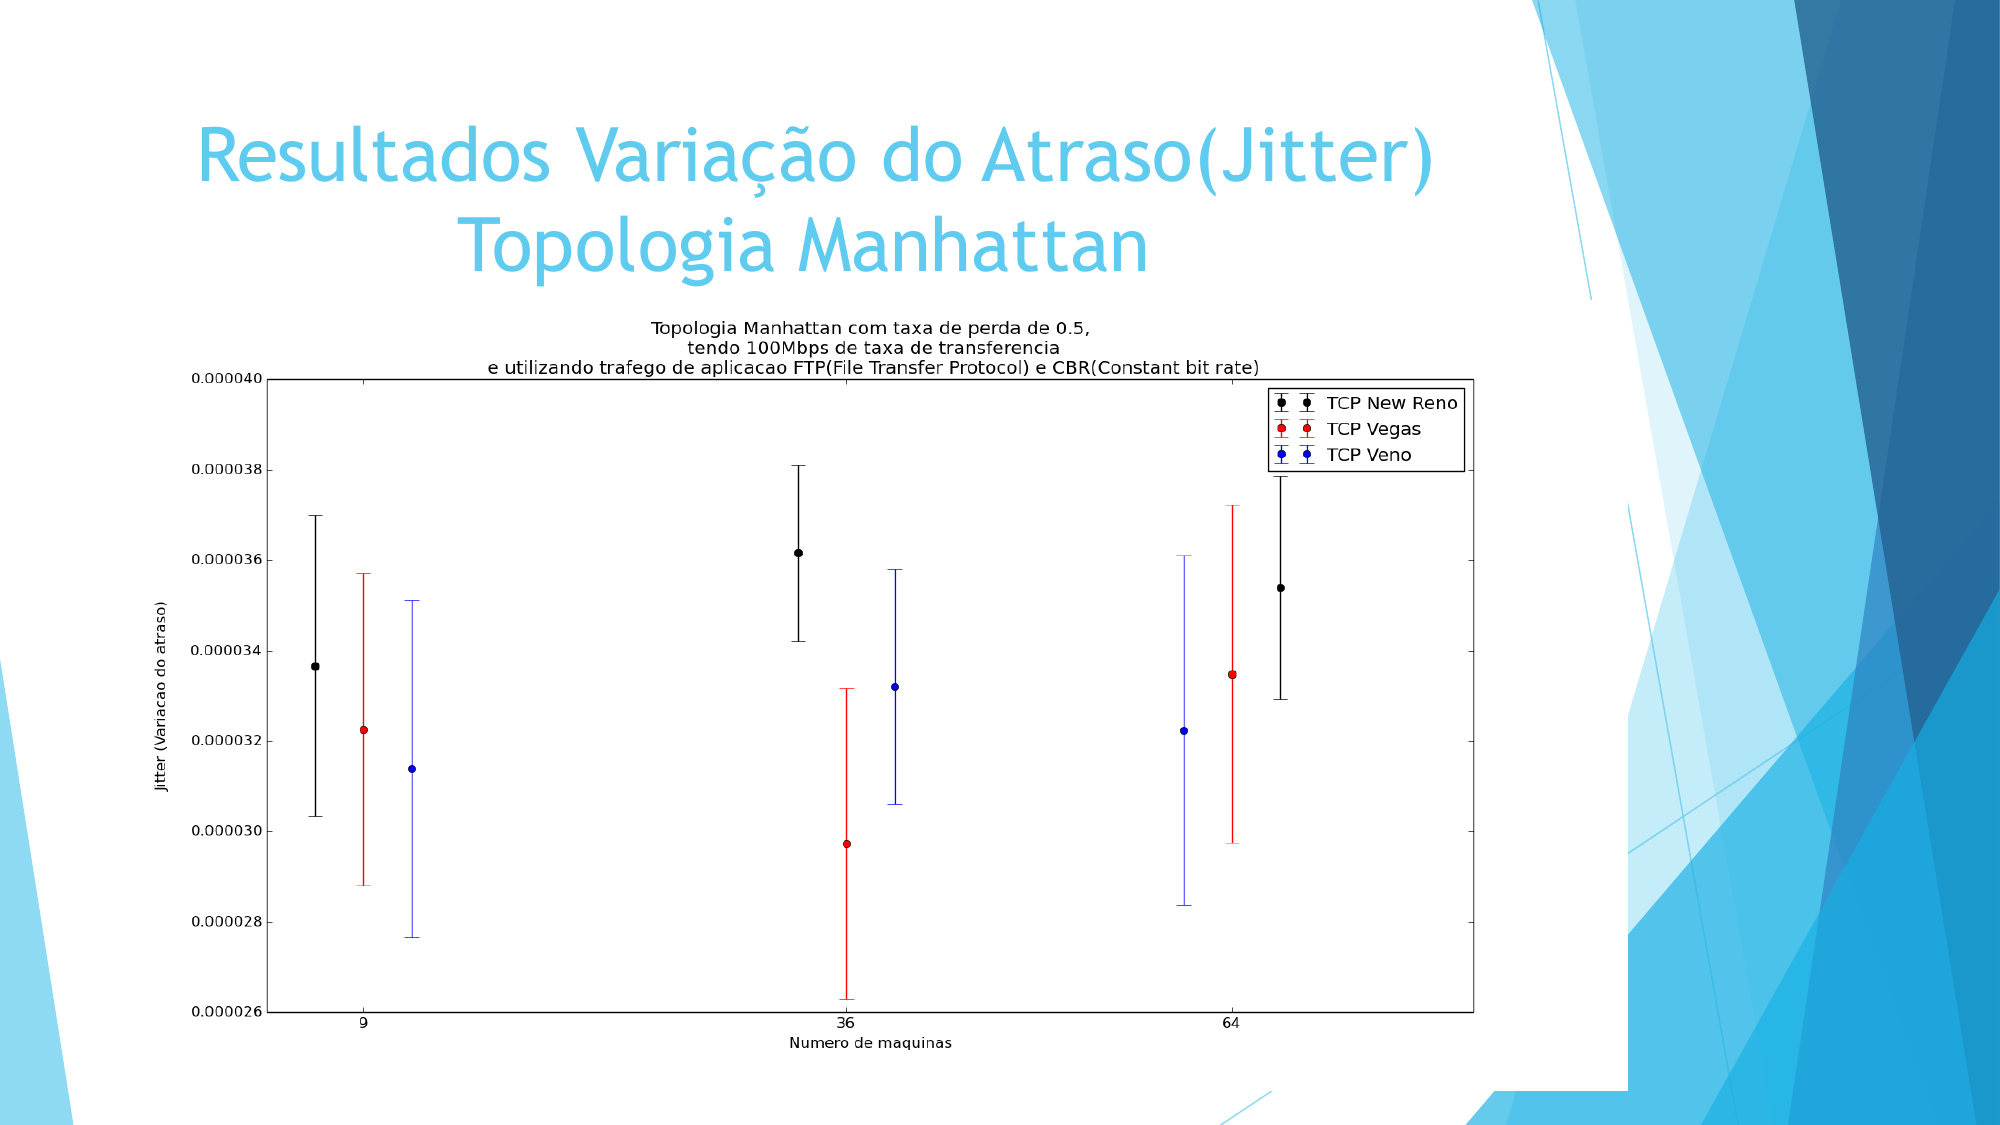 Resultados Variação do Atraso(Jitter)
Topologia Manhattan
Topologia Manhattan com taxa de perda de 0.5,
tendo 100Mbps de taxa de transferencia
e utilizando trafego de aplicacao FTP(File Transfer Protocol) e CBR(Constant bit rate)
0.000040
TCP New Reno
TCP Vegas
TCP Veno
0.000038
0.000036
0.000034
0.000032
0.000030
0.000028
0.000026
Jitter (Variacao do atraso)
9
36
64
Numero de maquinas